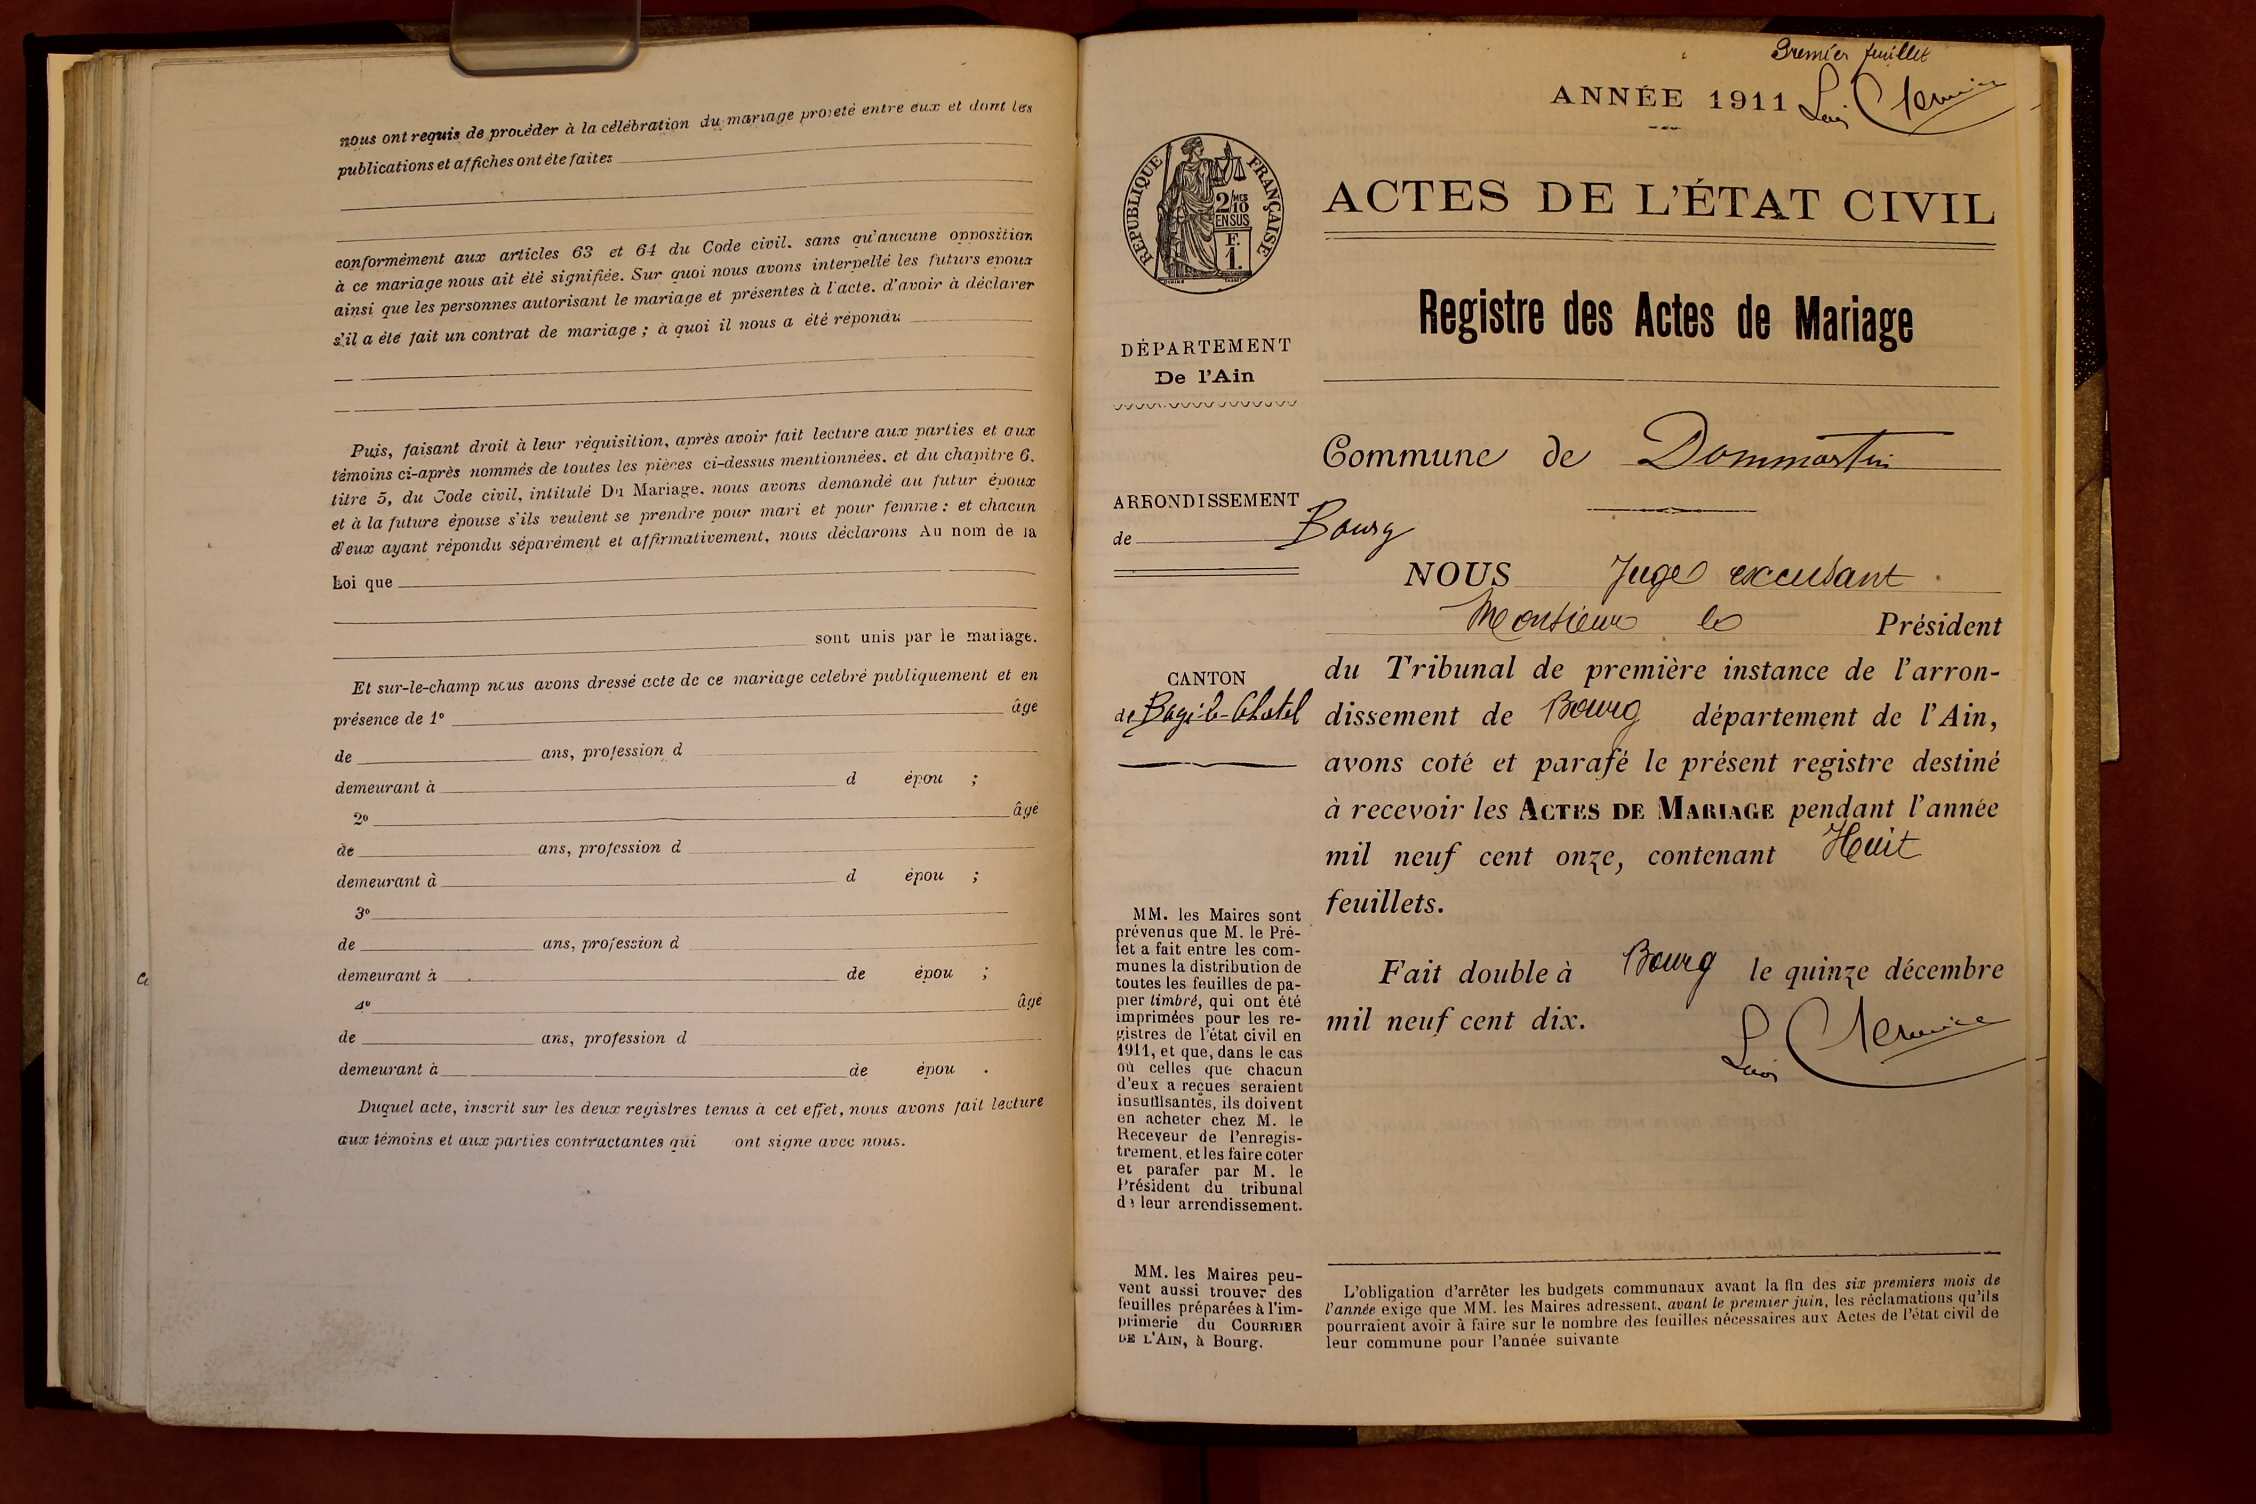 nous ont requis de procéder à la célébration du mariage projeté entre eux et dont les
publications et affiches ont été faites
conformément aux articles 63 et 64 du Code civil. sans qu'aucune opposition
à ce mariage nous ait été signifiée. Sur quoi nous avons interpellé les futurs epoux
ainsi que les personnes autorisant le mariage et présentes à l'acte. d'avoir à déclarer
s'il a été fait un contrat de mariage ; à quoi il nous a été répondu
Puis, faisant droit à leur réquisition, après avoir fait lecture aux parties et aux
témoins ci-après nommés de toutes les pièces ci-dessus mentionnées. et du chapitre 6.
titre 5, du Code civil, intitulé Du Mariage. nous avons demandé au futur époux
et à la future épouse s'ils veulent se prendre pour mari et pour femme : et chacun
d'eux ayant répondu séparément et affirmativement, nous déclarons Au nom de la
Loi que
sont unis par le mariage.
Et sur-le-champ nous avons dressé acte de ce mariage celebré publiquement et en
présence de 1° âgé
de ans, profession d
demeurant à d épou ;
2° âgé
de ans, profession d
demeurant à d épou ;
3°
de ans, profession d
demeurant à de épou ;
4° âgé
de ans, profession d
demeurant à de épou .
Duquel acte, inscrit sur les deux registres tenus à cet effet, nous avons fait lecture
aux témoins et aux parties contractantes qui ont signe avec nous.
Premier feuillet
ANNÉE 1911
RÉPUBLIQUE FRANÇAISE
2/10 MES
EN SUS
F.
1.
ACTES DE L'ÉTAT CIVIL
Registre des Actes de Mariage
DÉPARTEMENT
De l'Ain
Commune de Dommartin
ARRONDISSEMENT
de Bourg
CANTON
de Bagé-le-Chatel
NOUS Juge excusant
Monsieur le Président
du Tribunal de première instance de l'arron-
dissement de Bourg département de l'Ain,
avons coté et parafé le présent registre destiné
à recevoir les ACTES DE MARIAGE pendant l'année
mil neuf cent onze, contenant Huit
feuillets.
Fait double à Bourg le quinze décembre
mil neuf cent dix.
MM. les Maires sont
prévenus que M. le Pré-
fet a fait entre les com-
munes la distribution de
toutes les feuilles de pa-
pier timbré, qui ont été
imprimées pour les re-
gistres de l'état civil en
1911, et que, dans le cas
où celles que chacun
d'eux a reçues seraient
insuffisantes, ils doivent
en acheter chez M. le
Receveur de l'enregis-
trement, et les faire coter
et parafer par M. le
Président du tribunal
de leur arrondissement.
MM. les Maires peu-
vent aussi trouver des
feuilles préparées à l'im-
primerie du COURRIER
DE L'AIN, à Bourg.
L'obligation d'arrêter les budgets communaux avant la fin des six premiers mois de
l'année exige que MM. les Maires adressent, avant le premier juin, les réclamations qu'ils
pourraient avoir à faire sur le nombre des feuilles nécessaires aux Actes de l'état civil de
leur commune pour l'année suivante